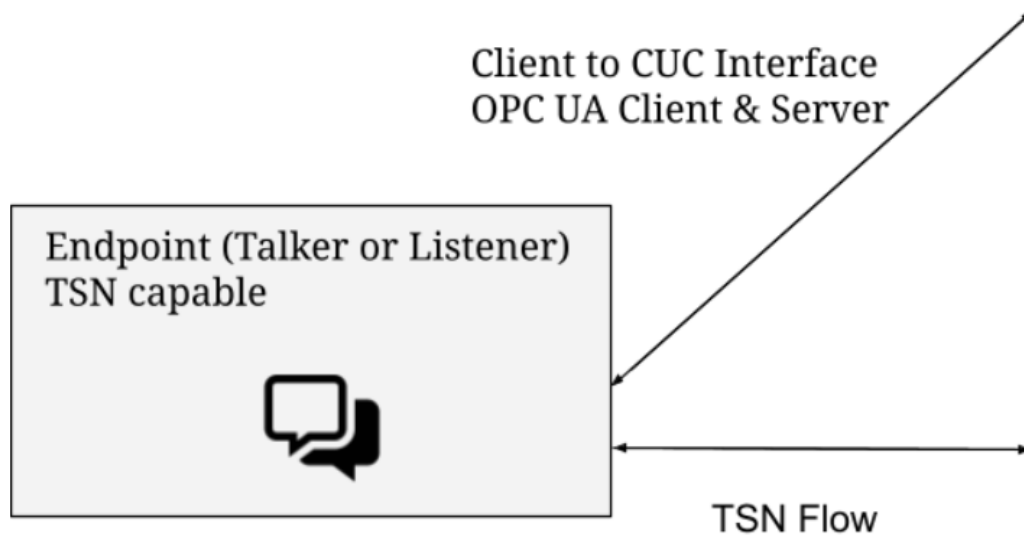 Client to CUC Interface
OPC UA Client & Server
Endpoint (Talker or Listener)
TSN capable
TSN Flow